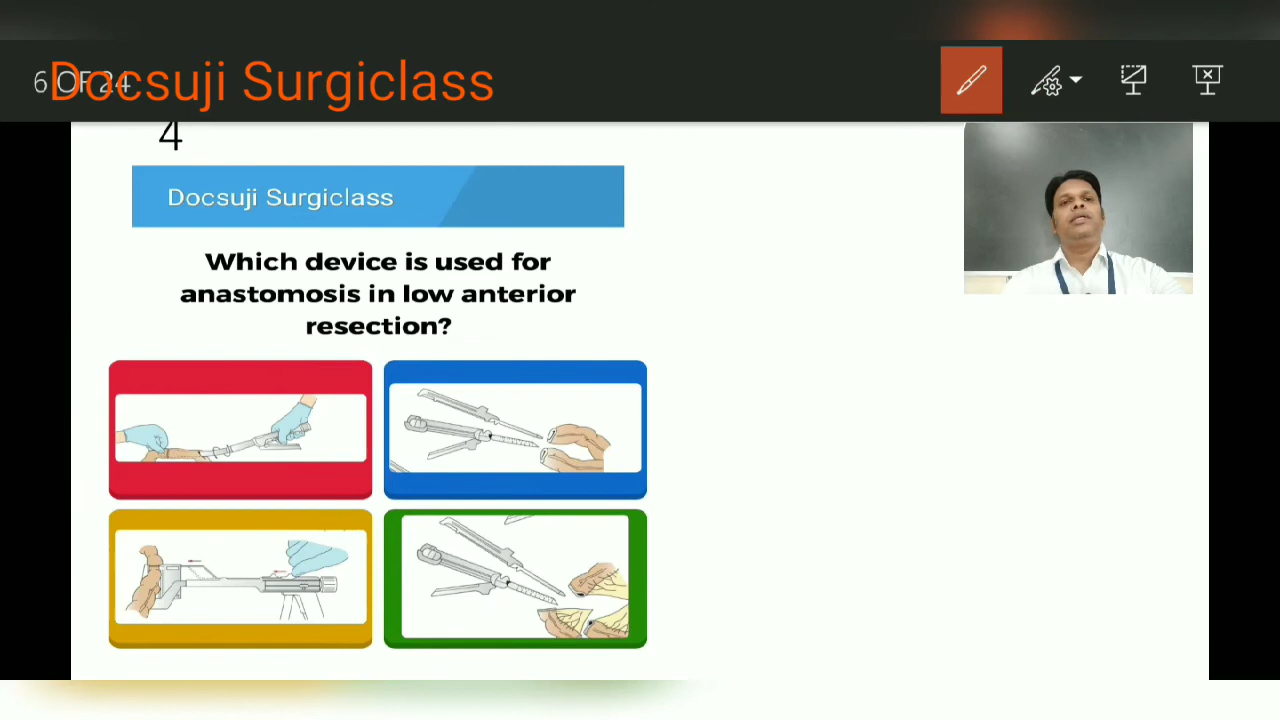 6 OF 24
Docsuji Surgiclass
4
Docsuji Surgiclass
Which device is used for
anastomosis in low anterior
resection?